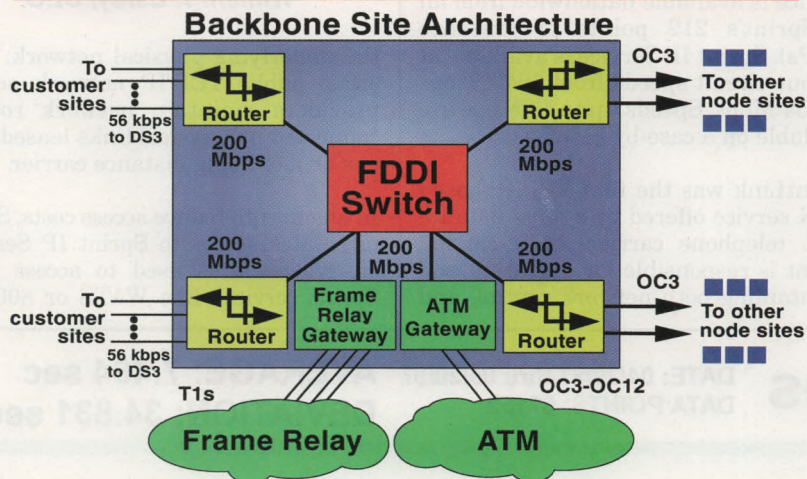 Backbone Site Architecture
To
customer
sites
56 kbps
to DS3
Router
200
Mbps
Router
200
Mbps
OC3
To other
node sites
FDDI
Switch
200
Mbps
200
Mbps
200
Mbps
To
customer
sites
56 kbps
to DS3
Router
Frame
Relay
Gateway
ATM
Gateway
Router
OC3
To other
node sites
T1s
OC3-OC12
Frame Relay
ATM